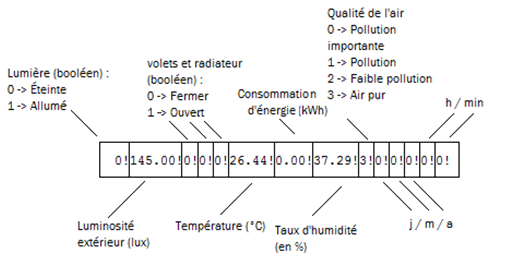 Qualité de l'air
0 -> Pollution
importante
1 -> Pollution
2 -> Faible pollution
3 -> Air pur
volets et radiateur
(booléen) :
0 -> Fermer
1 -> Ouvert
Lumière (booléen) :
0 -> Éteinte
1 -> Allumé
Consommation
d'énergie (kWh)
h / min
0!145.00!0!0!0!26.44!0.00!37.29!3!0!0!0!0!0!
Luminosité
extérieur (lux)
Température (°C)
Taux d'humidité
(en %)
j / m / a